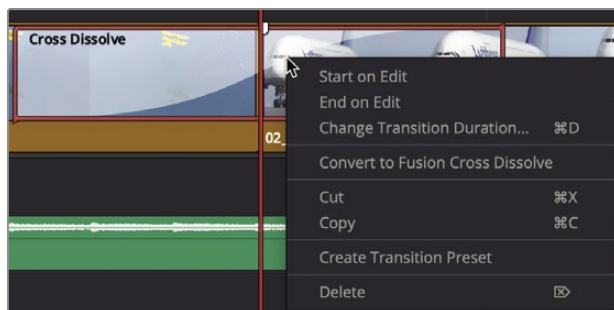 Cross Dissolve
02_
Start on Edit
End on Edit
Change Transition Duration... ⌘D
Convert to Fusion Cross Dissolve
Cut ⌘X
Copy ⌘C
Create Transition Preset
Delete ⌦